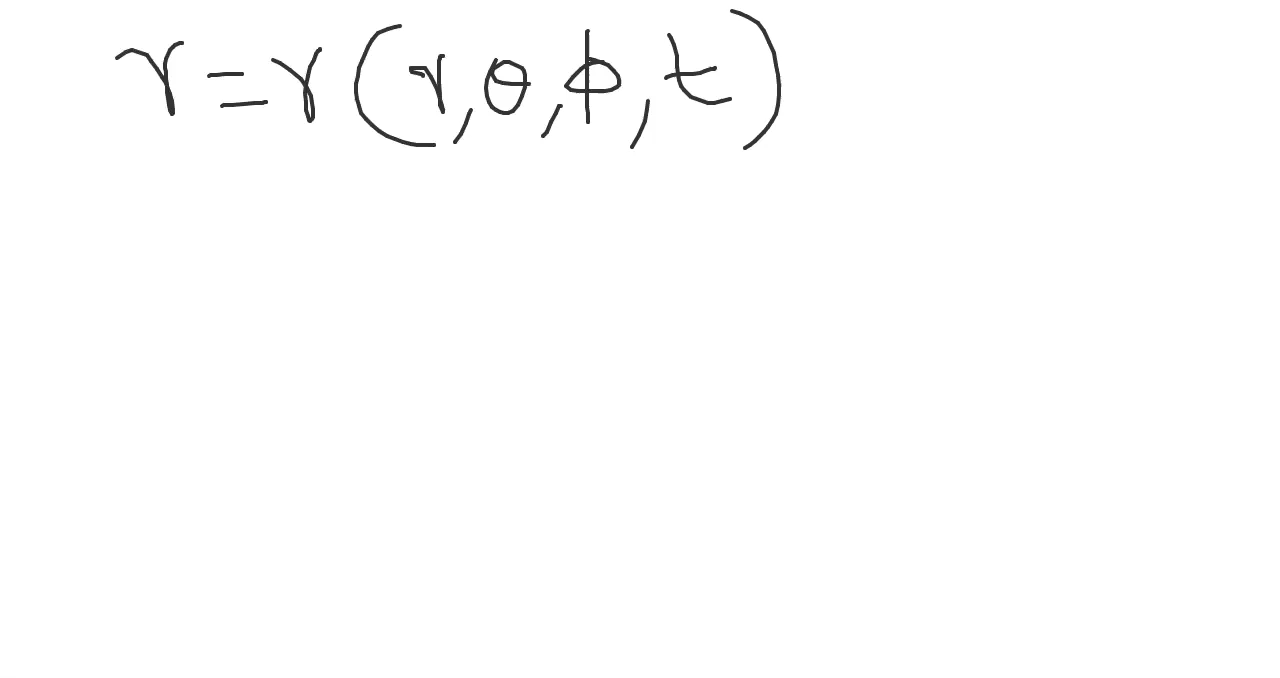 γ = γ(r, θ, φ, t)